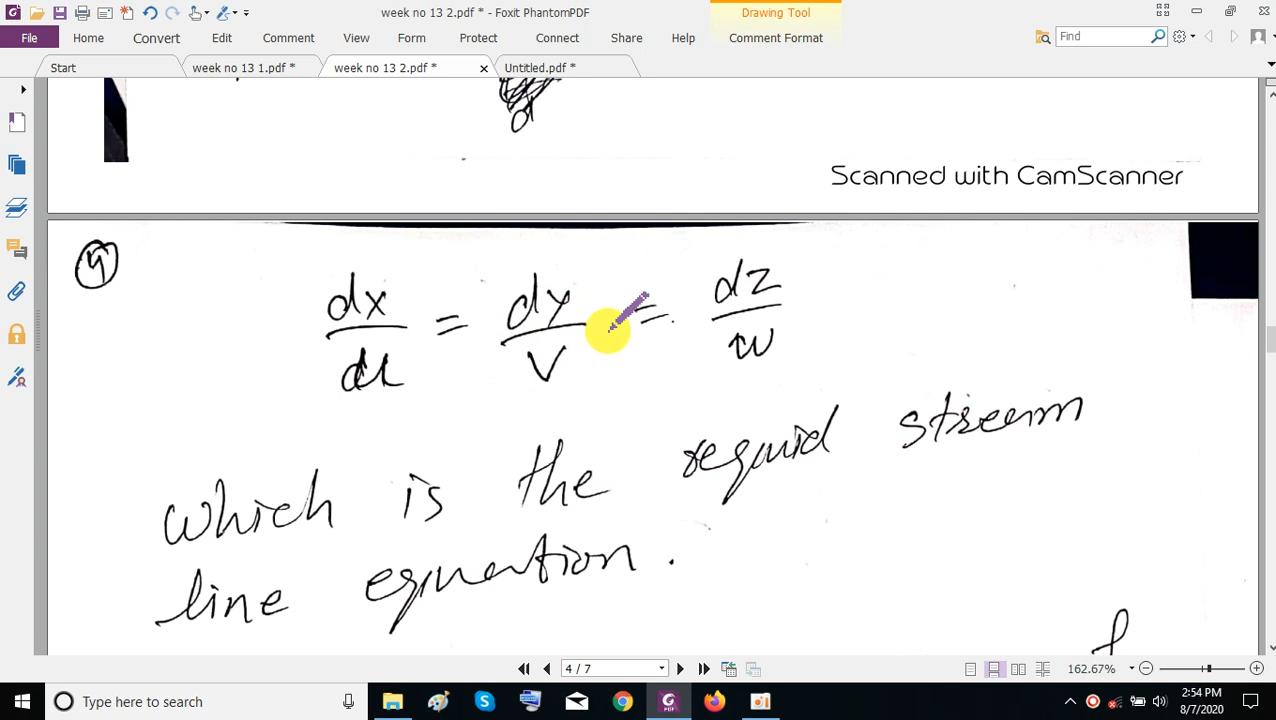 week no 13 2.pdf * - Foxit PhantomPDF
Drawing Tool
File Home Convert Edit Comment View Form Protect Connect Share Help Comment Format Find
Start week no 13 1.pdf * week no 13 2.pdf * Untitled.pdf *
Scanned with CamScanner
dx/du = dy/v = dz/w
which is the requid stream
line equation.
4 / 7 162.67%
Type here to search
2:54 PM
8/7/2020